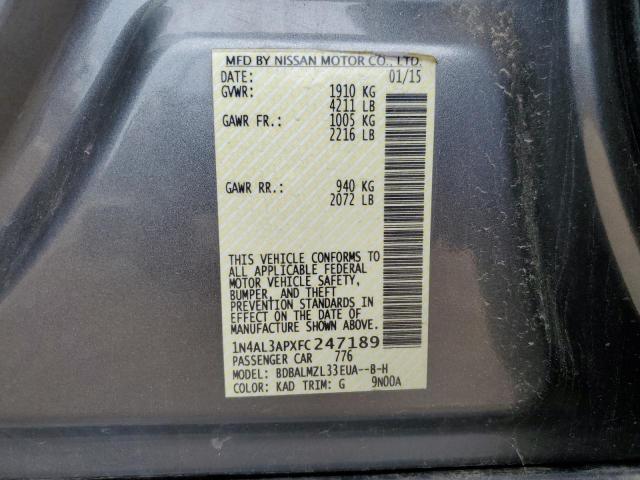 MFD BY NISSAN MOTOR CO., LTD.
DATE: 01/15
GVWR: 1910 KG
4211 LB
GAWR FR.: 1005 KG
2216 LB
GAWR RR.: 940 KG
2072 LB
THIS VEHICLE CONFORMS TO
ALL APPLICABLE FEDERAL
MOTOR VEHICLE SAFETY,
BUMPER, AND THEFT
PREVENTION STANDARDS IN
EFFECT ON THE DATE OF
MANUFACTURE SHOWN ABOVE.
1N4AL3APXFC247189
PASSENGER CAR 776
MODEL: BDBALMZL33EUA--B-H
COLOR: KAD TRIM: G 9N00A